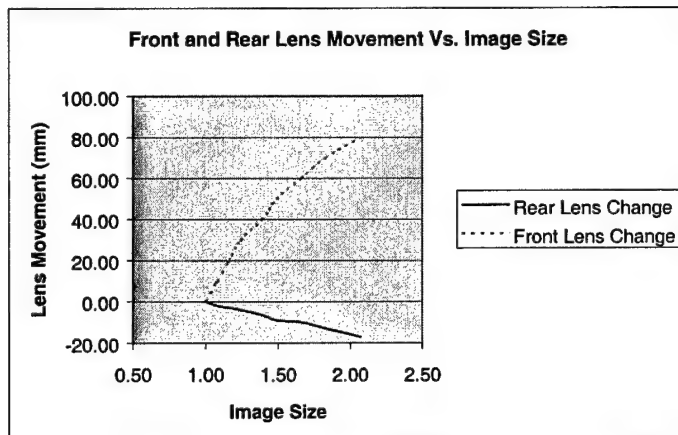 Front and Rear Lens Movement Vs. Image Size
Lens Movement (mm)
100.00
80.00
60.00
40.00
20.00
0.00
-20.00
0.50 1.00 1.50 2.00 2.50
Image Size
Rear Lens Change
Front Lens Change